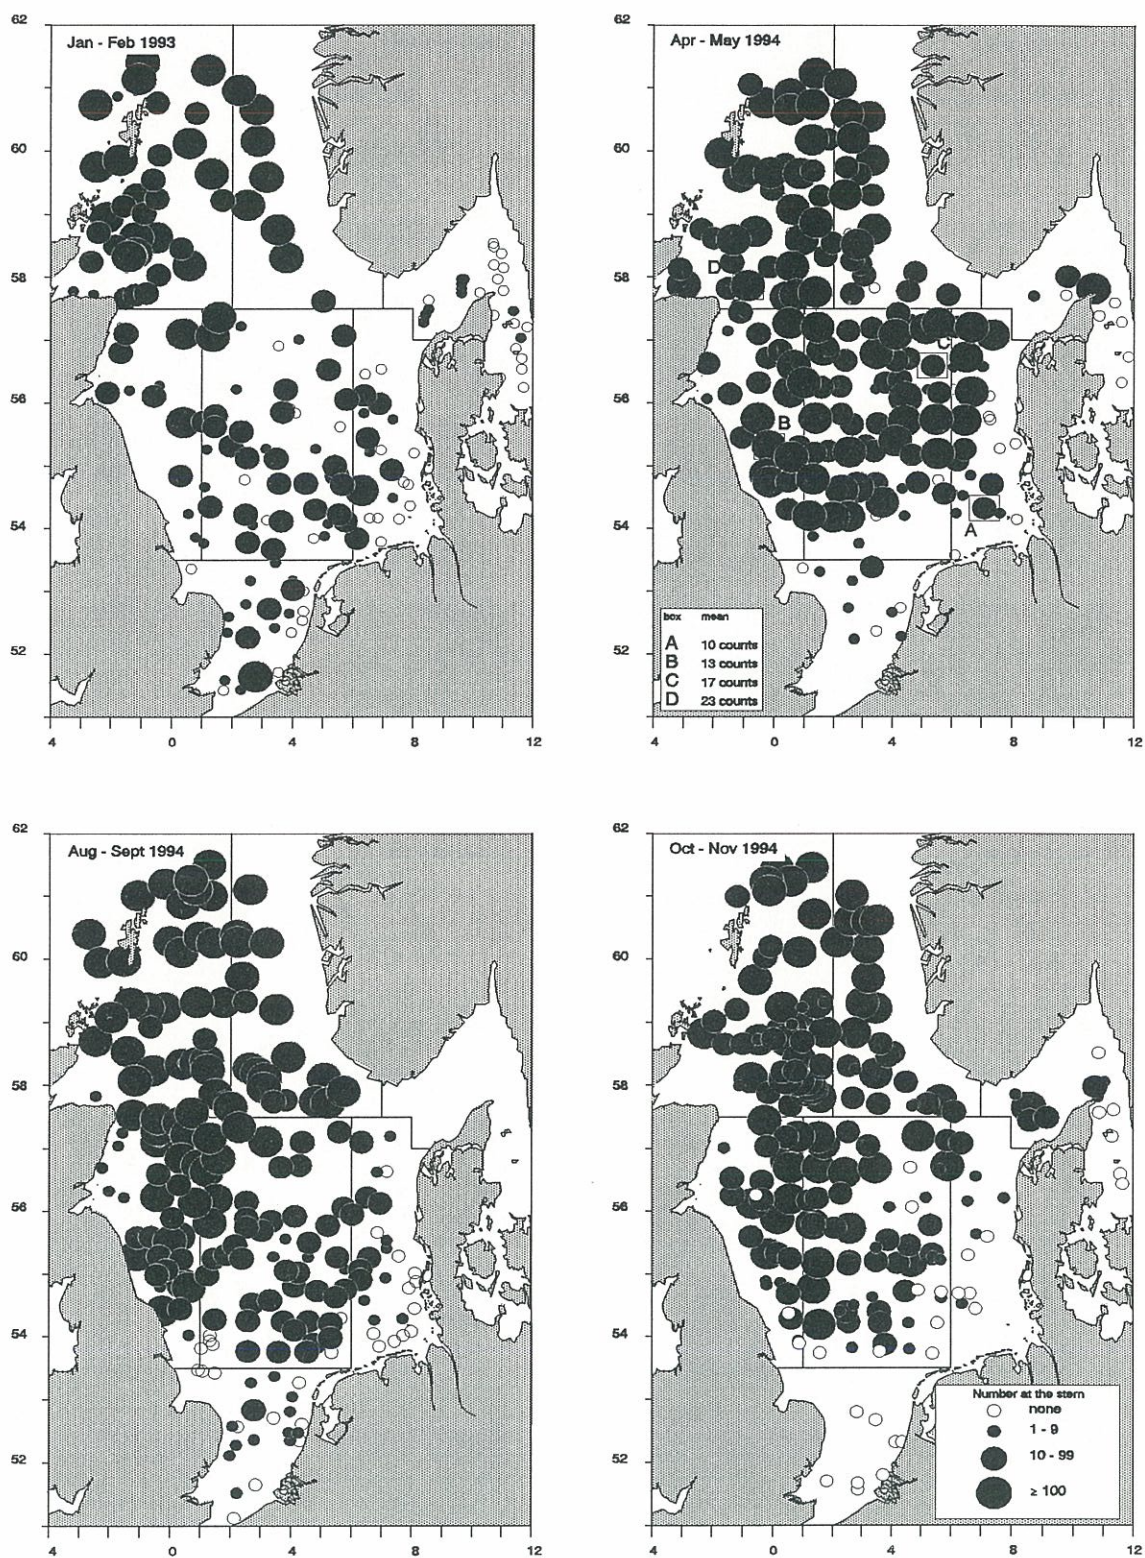 62
Jan - Feb 1993
60
58
56
54
52
4 0 4 8 12
62
Apr - May 1994
60
58
D
C
56
B
54
A
52
box mean
A 10 counts
B 13 counts
C 17 counts
D 23 counts
4 0 4 8 12
62
Aug - Sept 1994
60
58
56
54
52
4 0 4 8 12
62
Oct - Nov 1994
60
58
56
54
52
Number at the stern
none
1 - 9
10 - 99
≥ 100
4 0 4 8 12